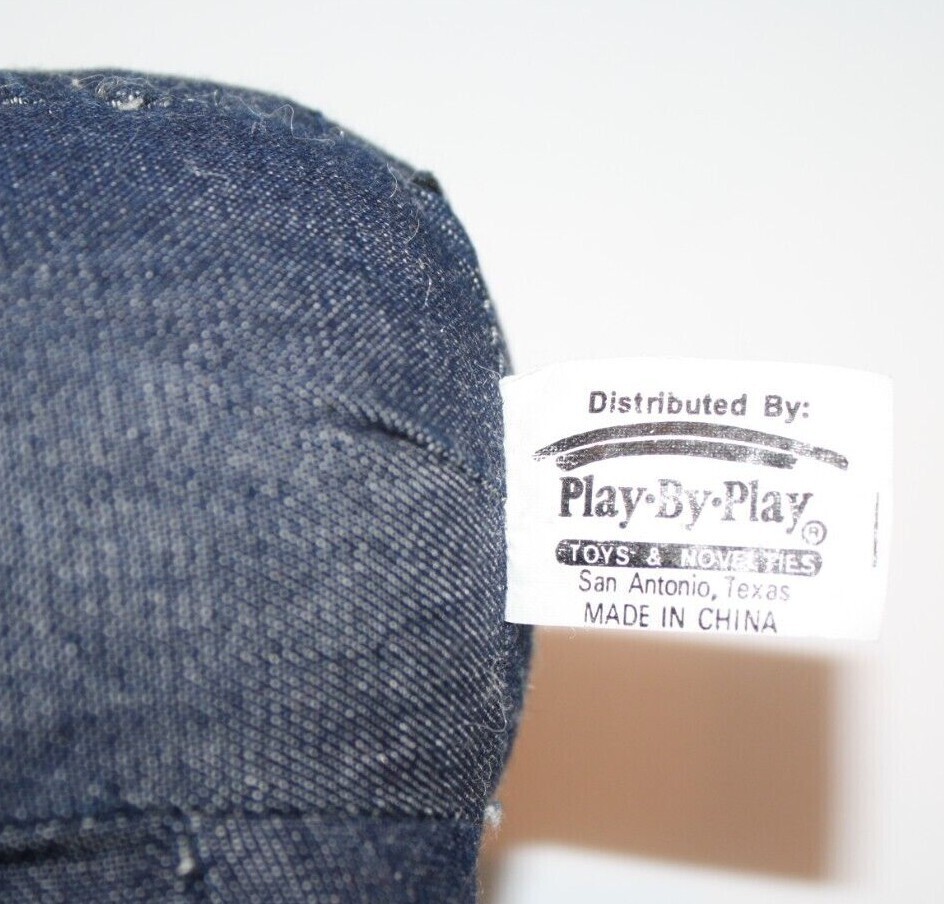 Distributed By:
Play·By·Play®
TOYS & NOVELTIES
San Antonio, Texas
MADE IN CHINA